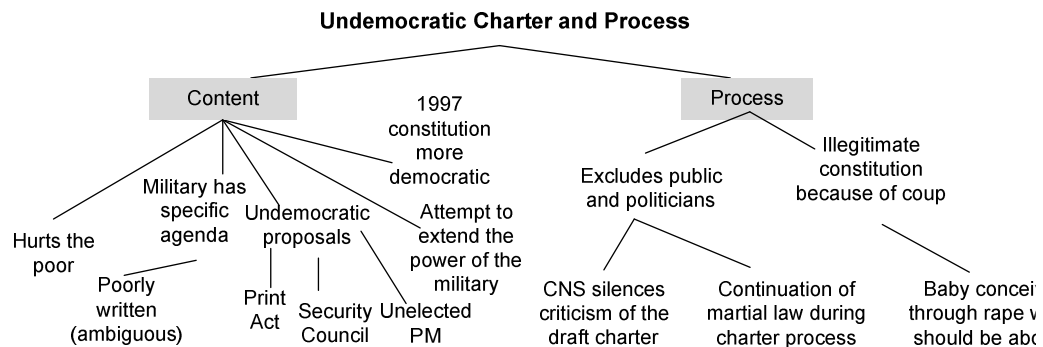 Undemocratic Charter and Process
Content
Process
1997
constitution
more
democratic
Illegitimate
constitution
because of coup
Excludes public
and politicians
Military has
specific
agenda
Undemocratic
proposals
Attempt to
extend the
power of the
military
Hurts the
poor
Poorly
written
(ambiguous)
Print
Act
Security
Council
Unelected
PM
CNS silences
criticism of the
draft charter
Continuation of
martial law during
charter process
Baby
through rape
should be